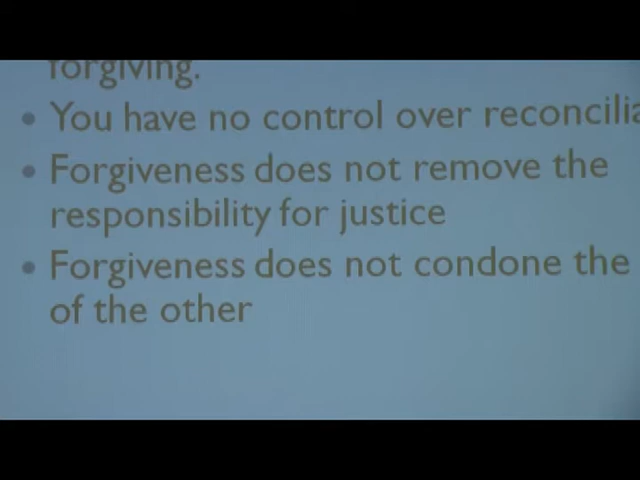 forgiving.
• You have no control over reconcilia
• Forgiveness does not remove the
responsibility for justice
• Forgiveness does not condone the
of the other